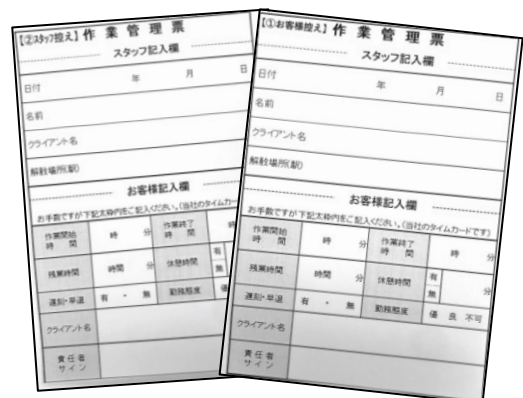 【②スタッフ控え】作業管理票
スタッフ記入欄
日付 年 月 日
名前
クライアント名
解散場所(駅)
お客様記入欄
お手数ですが下記太枠内をご記入ください。(当社のタイムカード
作業開始時間 時 分 作業終了時間 時
残業時間 時間 分 休憩時間 有 無
遅刻・早退 有・無 勤務態度 優
クライアント名
責任者サイン
【①お客様控え】作業管理票
スタッフ記入欄
日付 年 月 日
名前
クライアント名
解散場所(駅)
お客様記入欄
お手数ですが下記太枠内をご記入ください。(当社のタイムカードです)
作業開始時間 時 分 作業終了時間 時 分
残業時間 時間 分 休憩時間 有 無 分
遅刻・早退 有・無 勤務態度 優 良 不可
クライアント名
責任者サイン